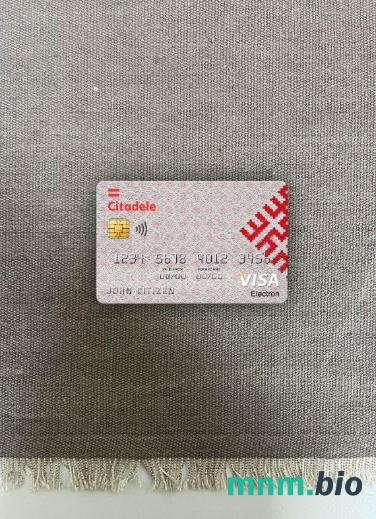 Citadele
1234 5678 9012 3456
00/00 00/00
VISA
JOHN CITIZEN
Electron
mnm.bio